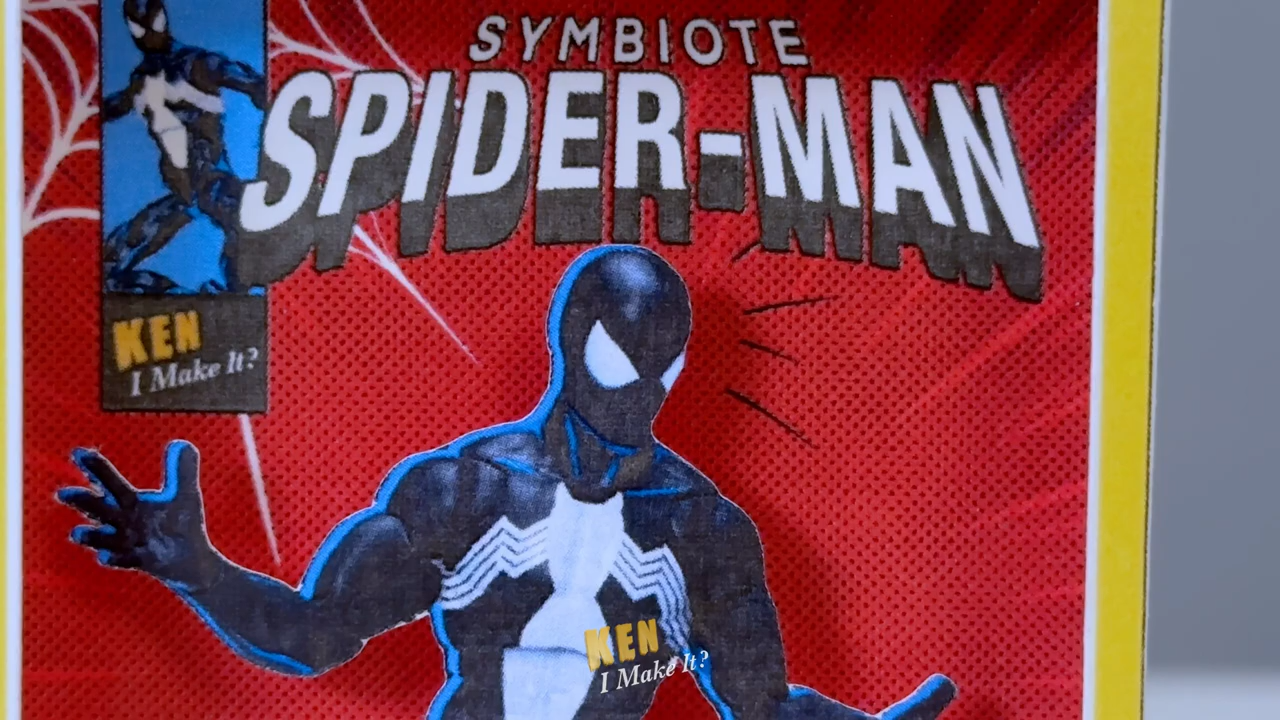 SYMBIOTE
SPIDER-MAN
KEN
I Make It?
KEN
I Make It?